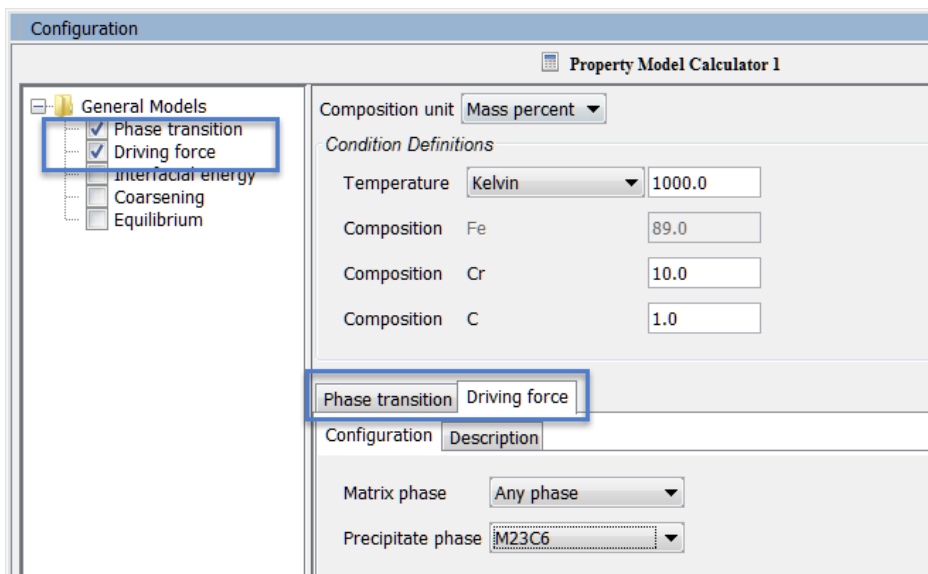 Configuration
Property Model Calculator 1
General Models
Phase transition
Driving force
Interfacial energy
Coarsening
Equilibrium
Composition unit Mass percent
Condition Definitions
Temperature Kelvin 1000.0
Composition Fe 89.0
Composition Cr 10.0
Composition C 1.0
Phase transition Driving force
Configuration Description
Matrix phase Any phase
Precipitate phase M23C6